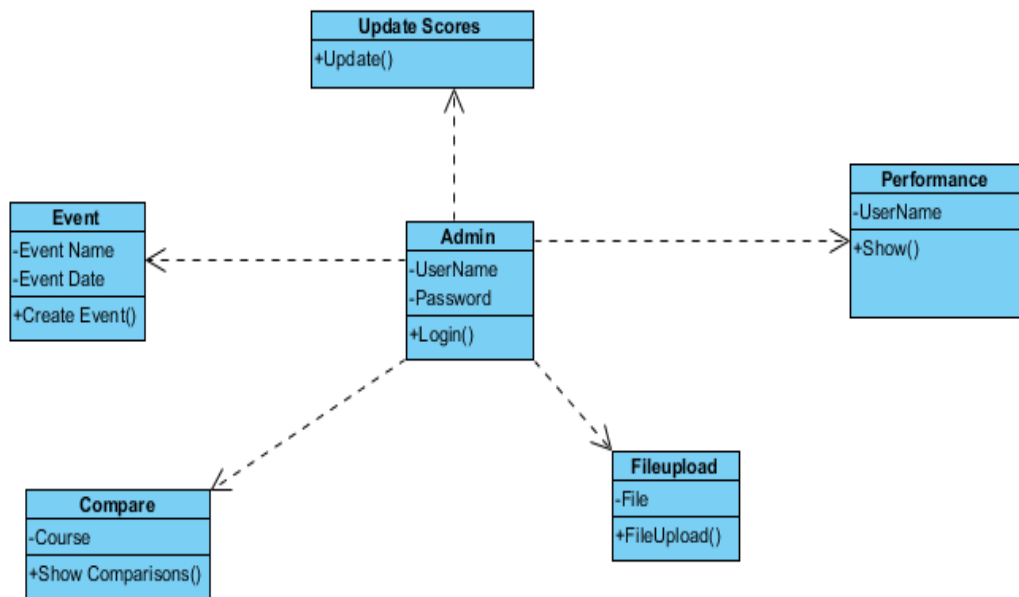 Update Scores
+Update()
Performance
-UserName
+Show()
Event
-Event Name
-Event Date
+Create Event()
Admin
-UserName
-Password
+Login()
Fileupload
-File
+FileUpload()
Compare
-Course
+Show Comparisons()